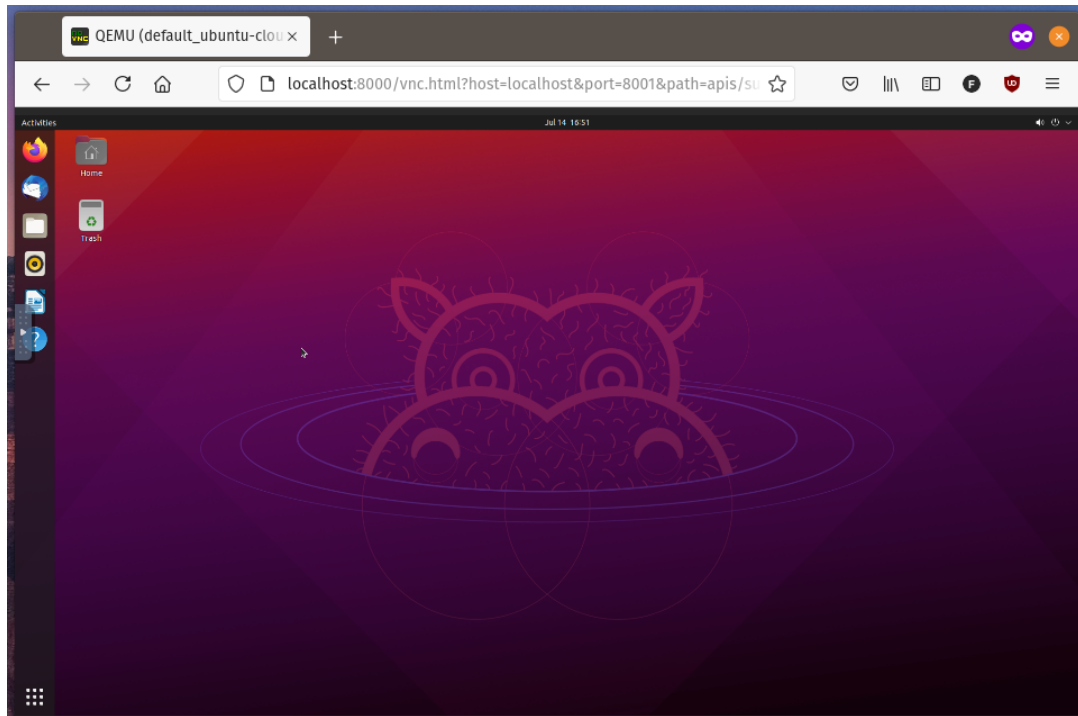 QEMU (default_ubuntu-clou
localhost:8000/vnc.html?host=localhost&port=8001&path=apis/su
Activities
Jul 14 16:51
Home
Trash